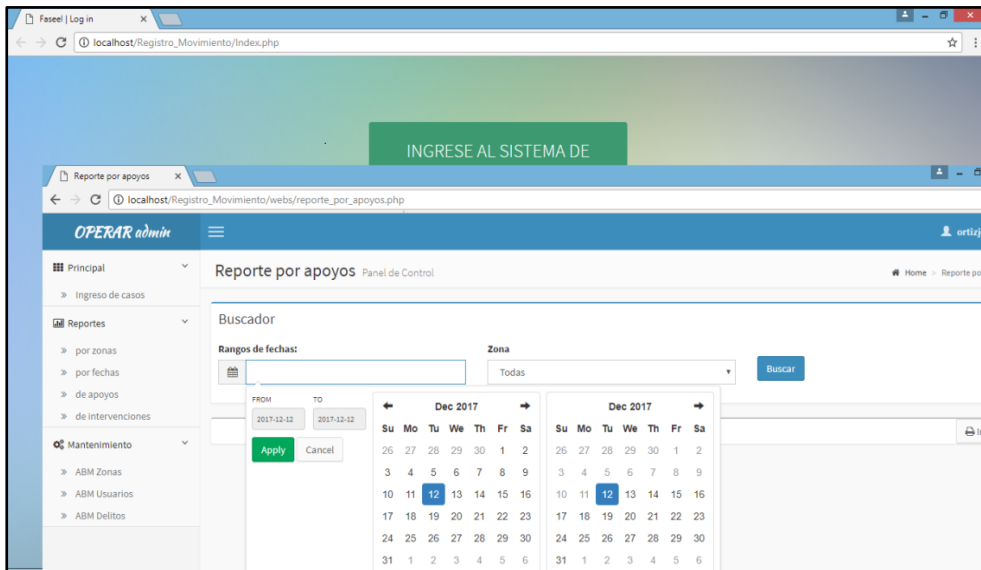 Faseel | Log in
localhost/Registro_Movimiento/Index.php
INGRESE AL SISTEMA DE
Reporte por apoyos
localhost/Registro_Movimiento/webs/reporte_por_apoyos.php
OPERAR admin
ortizj
Principal
Ingreso de casos
Reportes
por zonas
por fechas
de apoyos
de intervenciones
Mantenimiento
ABM Zonas
ABM Usuarios
ABM Delitos
Reporte por apoyos Panel de Control
Home > Reporte po
Buscador
Rangos de fechas:
Zona
Todas
Buscar
FROM TO
2017-12-12 2017-12-12
Apply Cancel
Dec 2017
Su Mo Tu We Th Fr Sa
26 27 28 29 30 1 2
3 4 5 6 7 8 9
10 11 12 13 14 15 16
17 18 19 20 21 22 23
24 25 26 27 28 29 30
31 1 2 3 4 5 6
Dec 2017
Su Mo Tu We Th Fr Sa
26 27 28 29 30 1 2
3 4 5 6 7 8 9
10 11 12 13 14 15 16
17 18 19 20 21 22 23
24 25 26 27 28 29 30
31 1 2 3 4 5 6